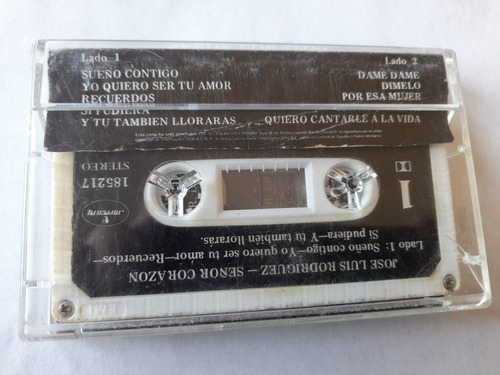 Lado 1
SUEÑO CONTIGO
YO QUIERO SER TU AMOR
RECUERDOS
SI PUDIERA
Y TU TAMBIEN LLORARAS
Lado 2
DAME DAME
DIMELO
POR ESA MUJER
QUIERO CANTARLE A LA VIDA
JOSE LUIS RODRIGUEZ — SEÑOR CORAZON
Lado I: Sueño contigo—Yo quiero ser tu amor—Recuerdos—
Si pudiera—Y tu también lloraras.
1
185217
STEREO